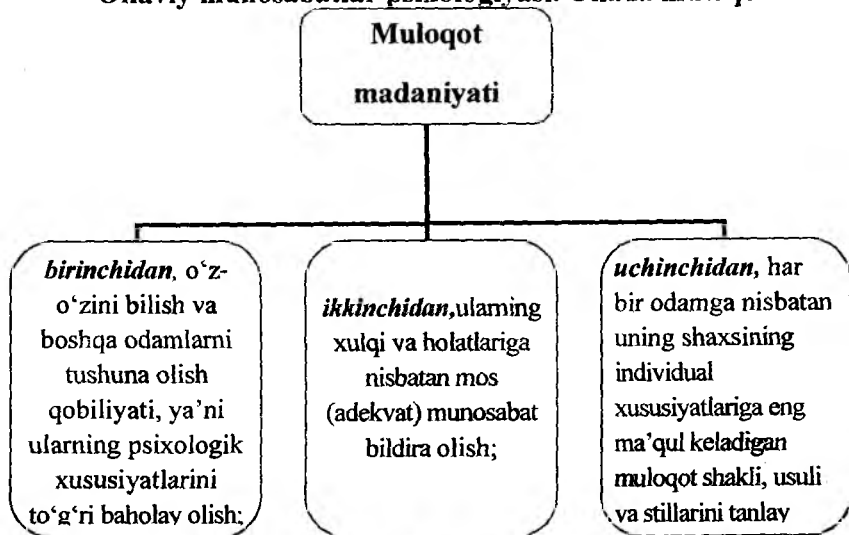 Muloqot
madaniyati
birinchidan, o‘z-
o‘zini bilish va
boshqa odamlarni
tushuna olish
qobiliyati, ya’ni
ularning psixologik
xususiyatlarini
to‘g‘ri baholay olish;
ikkinchidan,ularning
xulqi va holatlariga
nisbatan mos
(adekvat) munosabat
bildira olish;
uchinchidan, har
bir odamga nisbatan
uning shaxsining
individual
xususiyatlariga eng
ma’qul keladigan
muloqot shakli, usuli
va stillarini tanlay